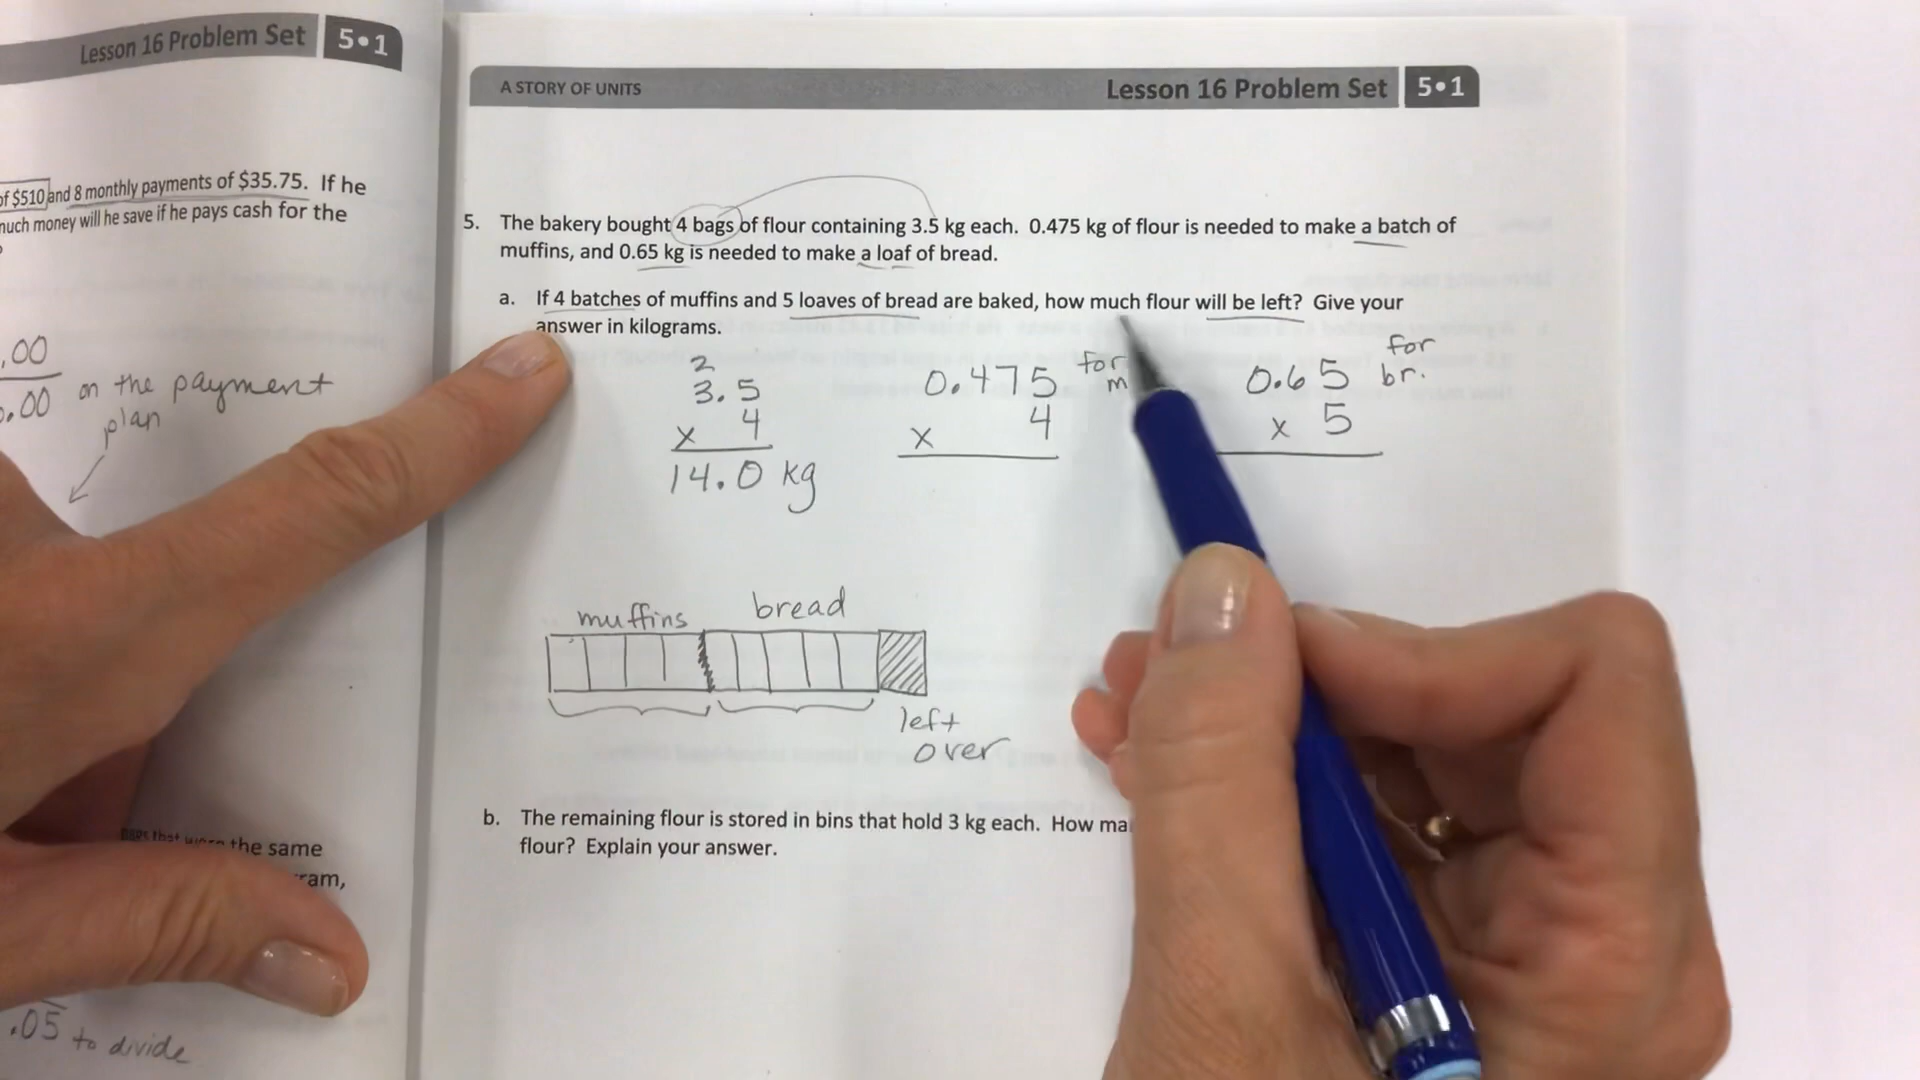 Lesson 16 Problem Set 5•1
of $510 and 8 monthly payments of $35.75. If he
much money will he save if he pays cash for the
.00
.00 on the payment
plan
the same
ram,
.05 to divide
A STORY OF UNITS
Lesson 16 Problem Set 5•1
5. The bakery bought 4 bags of flour containing 3.5 kg each. 0.475 kg of flour is needed to make a batch of
muffins, and 0.65 kg is needed to make a loaf of bread.
a. If 4 batches of muffins and 5 loaves of bread are baked, how much flour will be left? Give your
answer in kilograms.
2
3.5
x 4
14.0 kg
0.475 for
m
x 4
0.65 for
br.
x 5
muffins bread
left
over
b. The remaining flour is stored in bins that hold 3 kg each. How
flour? Explain your answer.